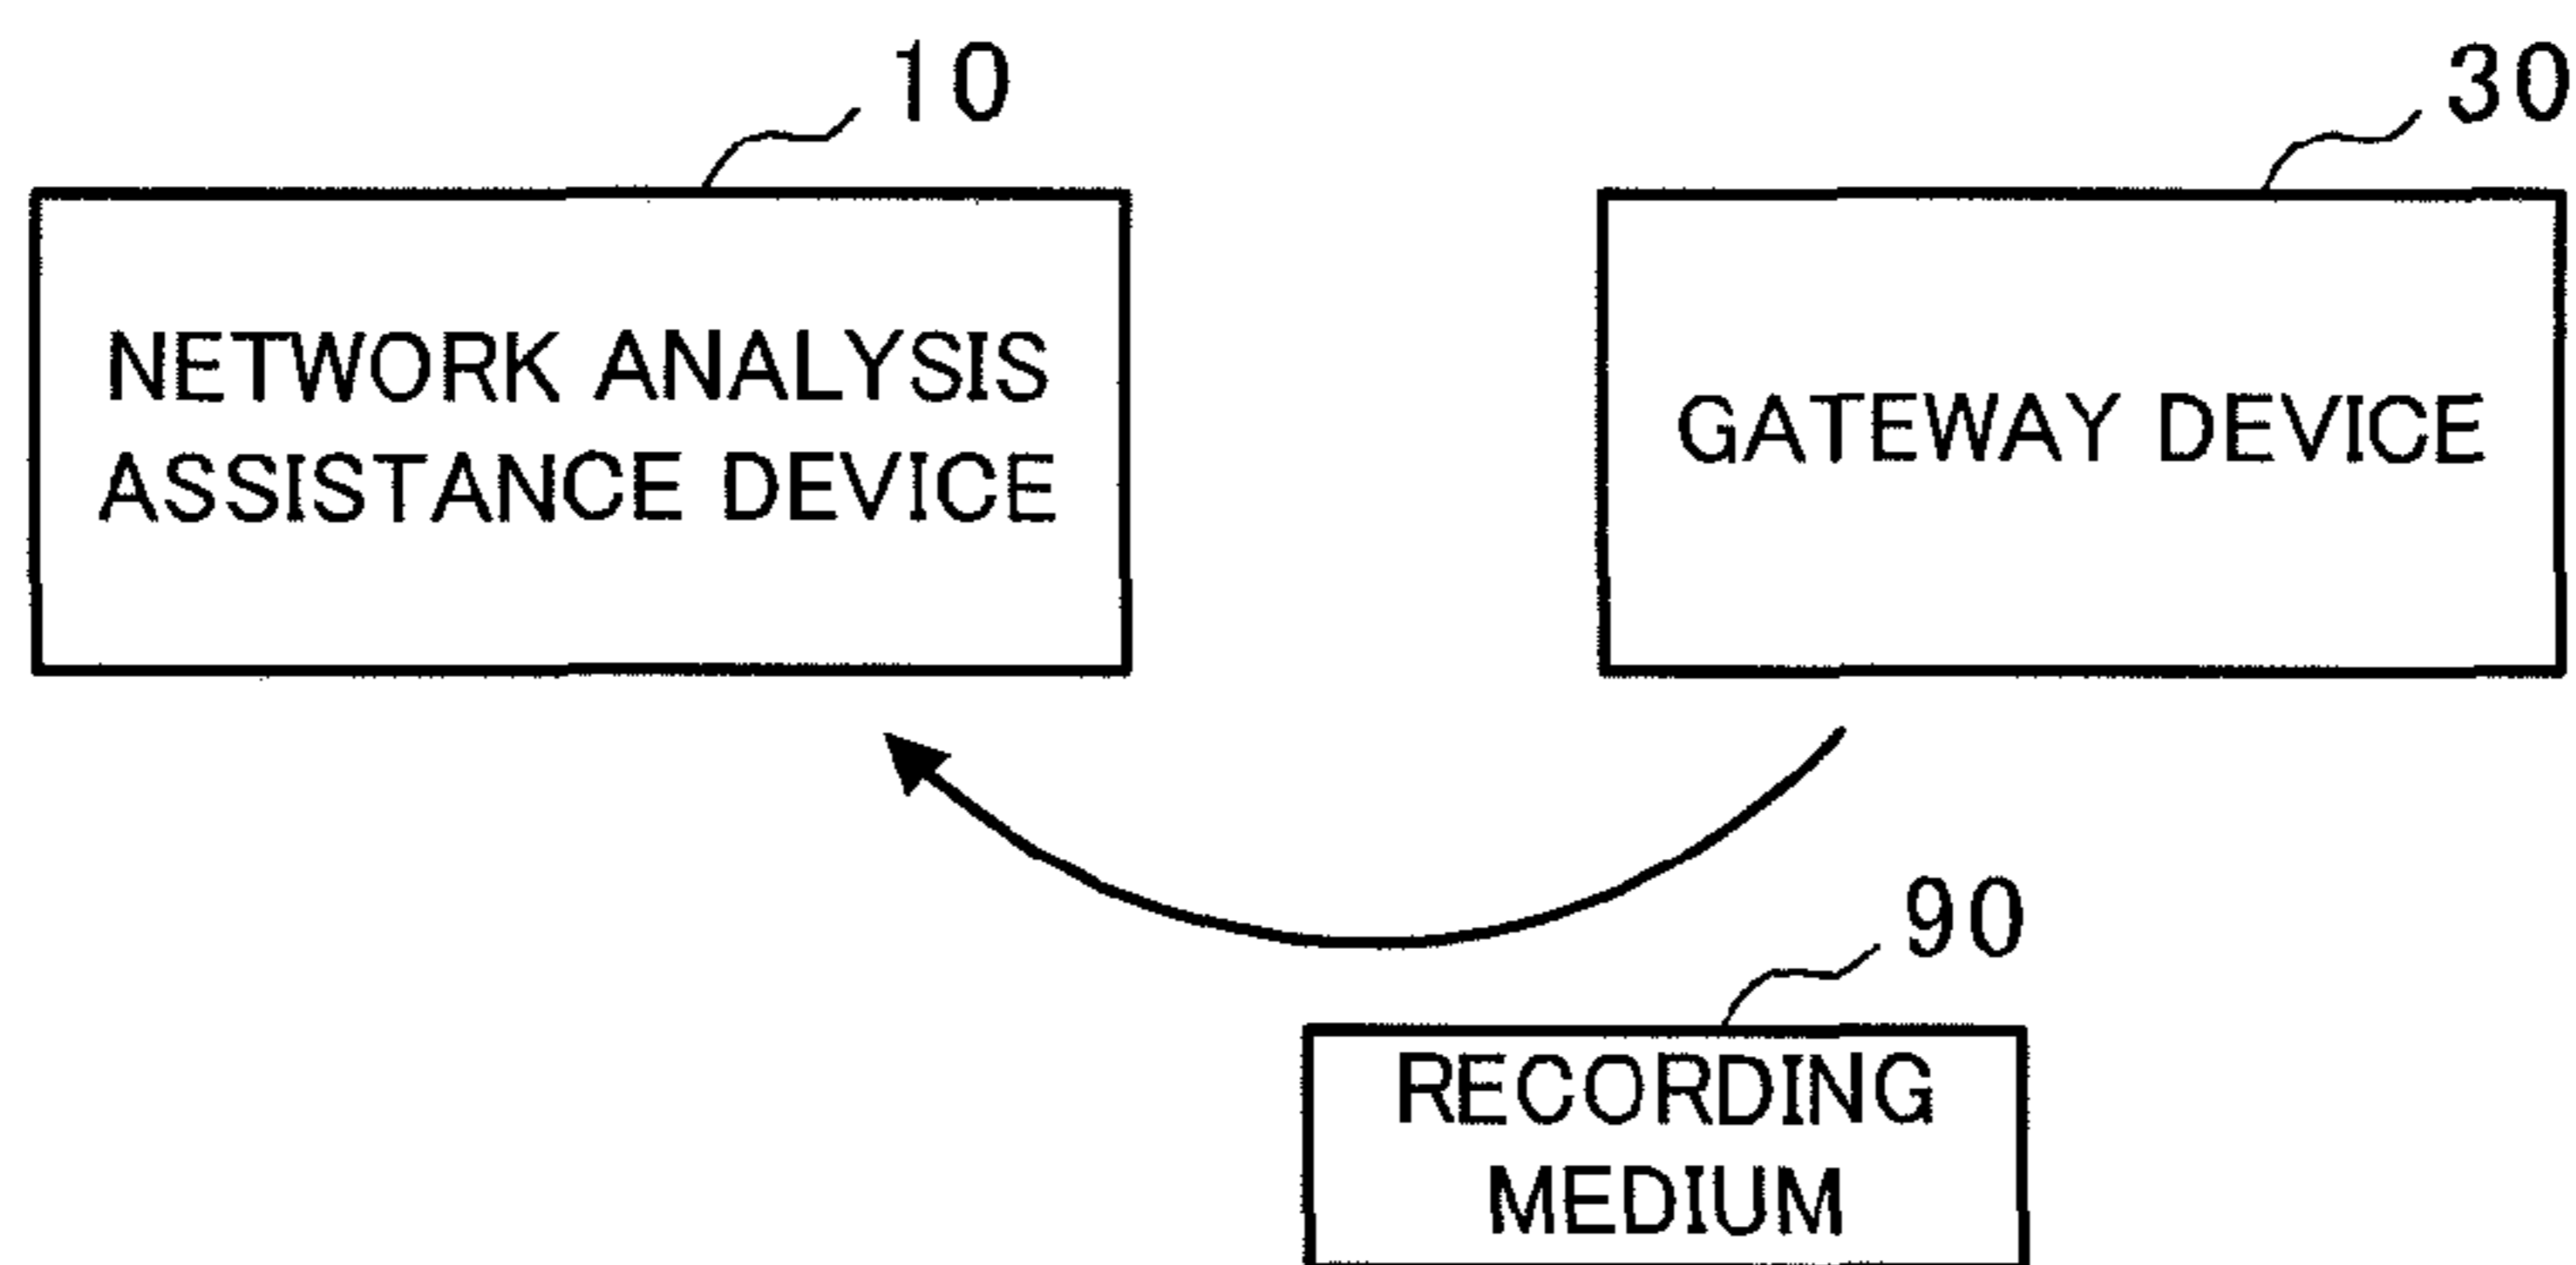 10
30
NETWORK ANALYSIS
ASSISTANCE DEVICE
GATEWAY DEVICE
90
RECORDING
MEDIUM